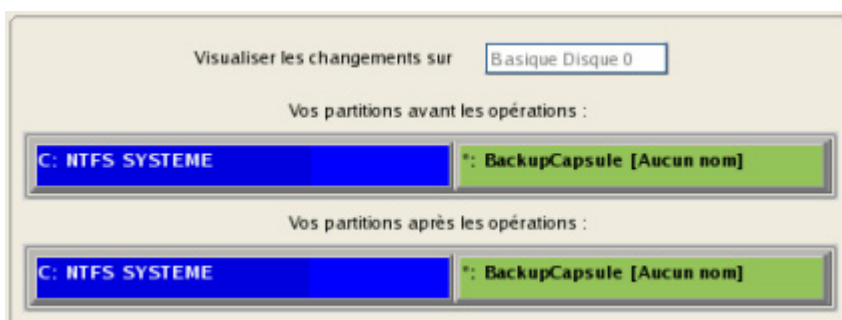 Visualiser les changements sur Basique Disque 0
Vos partitions avant les opérations :
C: NTFS SYSTEME *: BackupCapsule [Aucun nom]
Vos partitions après les opérations :
C: NTFS SYSTEME *: BackupCapsule [Aucun nom]